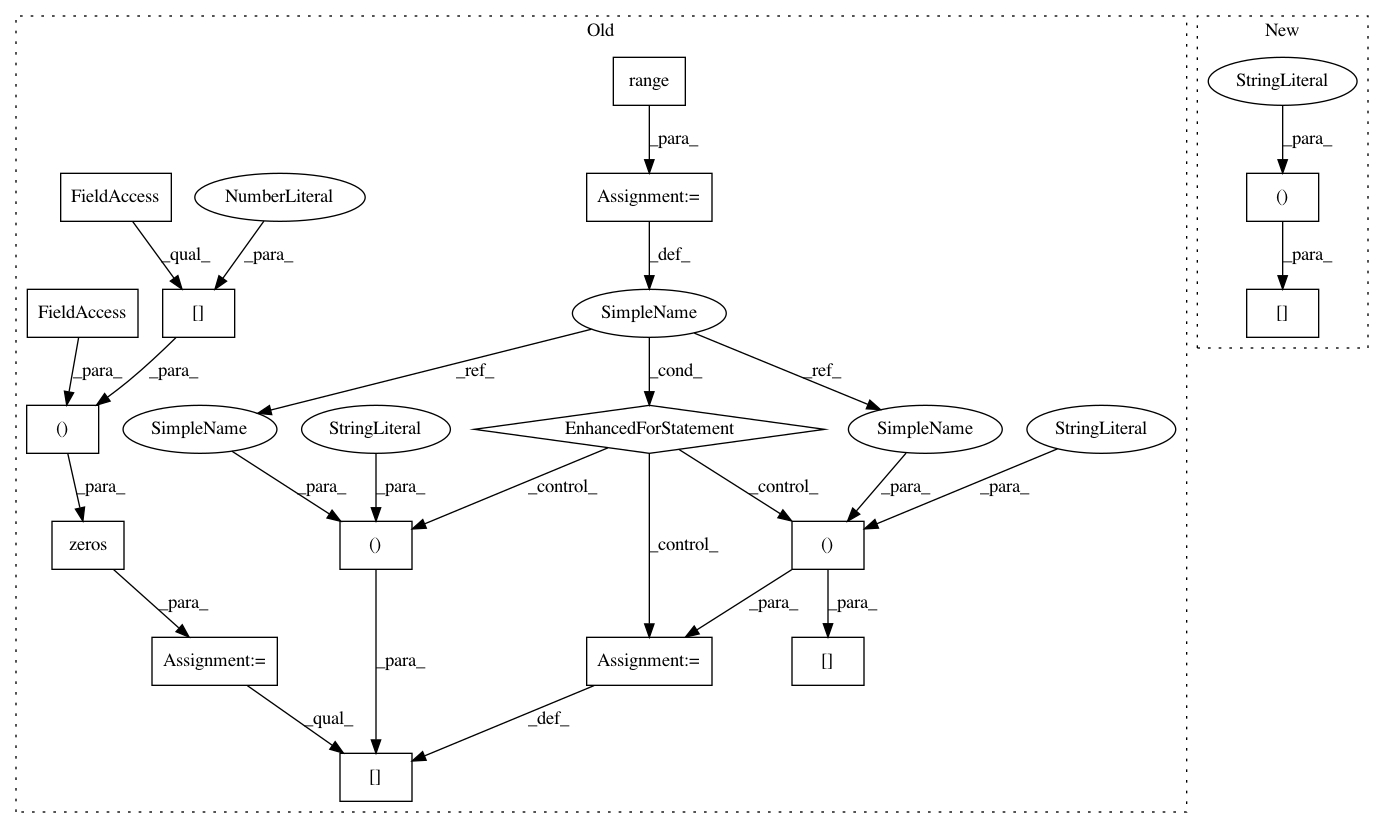 Old
New
range
StringLiteral
_para_
_para_
FieldAccess
NumberLiteral
Assignment:=
()
_qual_
_para_
_def_
_para_
FieldAccess
[]
SimpleName
[]
_para_
_para_
_ref_
_cond_
_ref_
()
SimpleName
StringLiteral
EnhancedForStatement
SimpleName
StringLiteral
_para_
_para_
_para_
_control_
_control_
_para_
_para_
zeros
()
_control_
()
_para_
_para_
_para_
Assignment:=
_para_
Assignment:=
[]
_qual_
_def_
[]